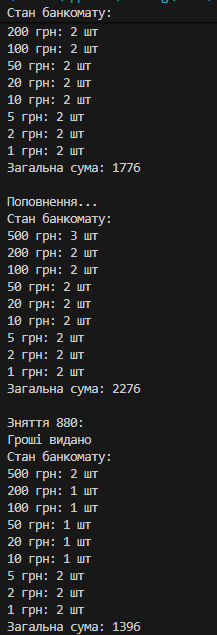 Стан банкомату:
200 грн: 2 шт
100 грн: 2 шт
50 грн: 2 шт
20 грн: 2 шт
10 грн: 2 шт
5 грн: 2 шт
2 грн: 2 шт
1 грн: 2 шт
Загальна сума: 1776
Поповнення...
Стан банкомату:
500 грн: 3 шт
200 грн: 2 шт
100 грн: 2 шт
50 грн: 2 шт
20 грн: 2 шт
10 грн: 2 шт
5 грн: 2 шт
2 грн: 2 шт
1 грн: 2 шт
Загальна сума: 2276
Зняття 880:
Гроші видано
Стан банкомату:
500 грн: 2 шт
200 грн: 1 шт
100 грн: 1 шт
50 грн: 1 шт
20 грн: 1 шт
10 грн: 1 шт
5 грн: 2 шт
2 грн: 2 шт
1 грн: 2 шт
Загальна сума: 1396